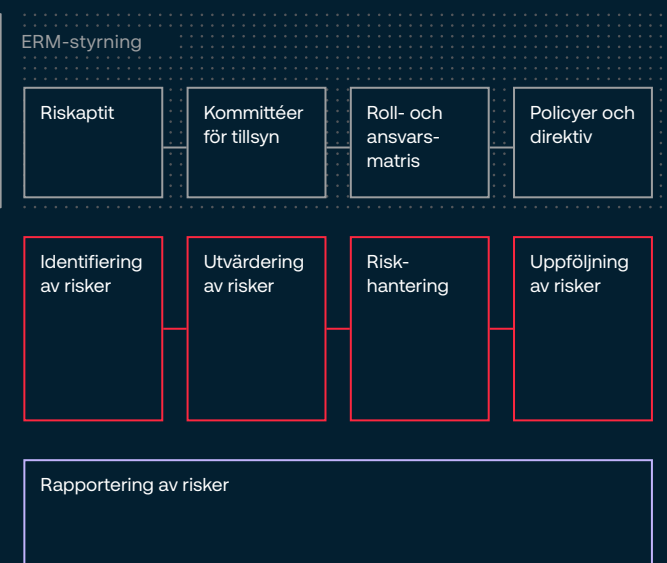 ERM-styrning
Riskaptit
Kommittéer
för tillsyn
Roll- och
ansvars-
matris
Policyer och
direktiv
Identifiering
av risker
Utvärdering
av risker
Risk-
hantering
Uppföljning
av risker
Rapportering av risker